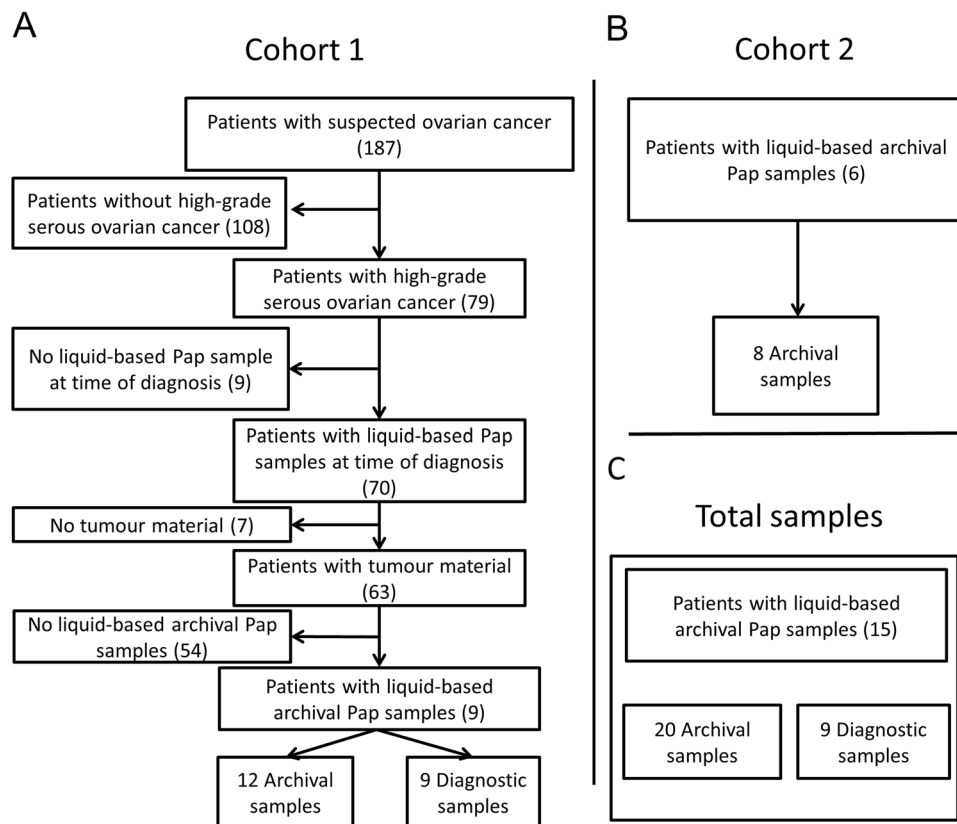 A
Cohort 1
Patients with suspected ovarian cancer
(187)
Patients without high-grade
serous ovarian cancer (108)
Patients with high-grade
serous ovarian cancer (79)
No liquid-based Pap sample
at time of diagnosis (9)
Patients with liquid-based Pap
samples at time of diagnosis
(70)
No tumour material (7)
Patients with tumour material
(63)
No liquid-based archival Pap
samples (54)
Patients with liquid-based
archival Pap samples (9)
12 Archival
samples
9 Diagnostic
samples
B
Cohort 2
Patients with liquid-based archival
Pap samples (6)
8 Archival
samples
C
Total samples
Patients with liquid-based
archival Pap samples (15)
20 Archival
samples
9 Diagnostic
samples